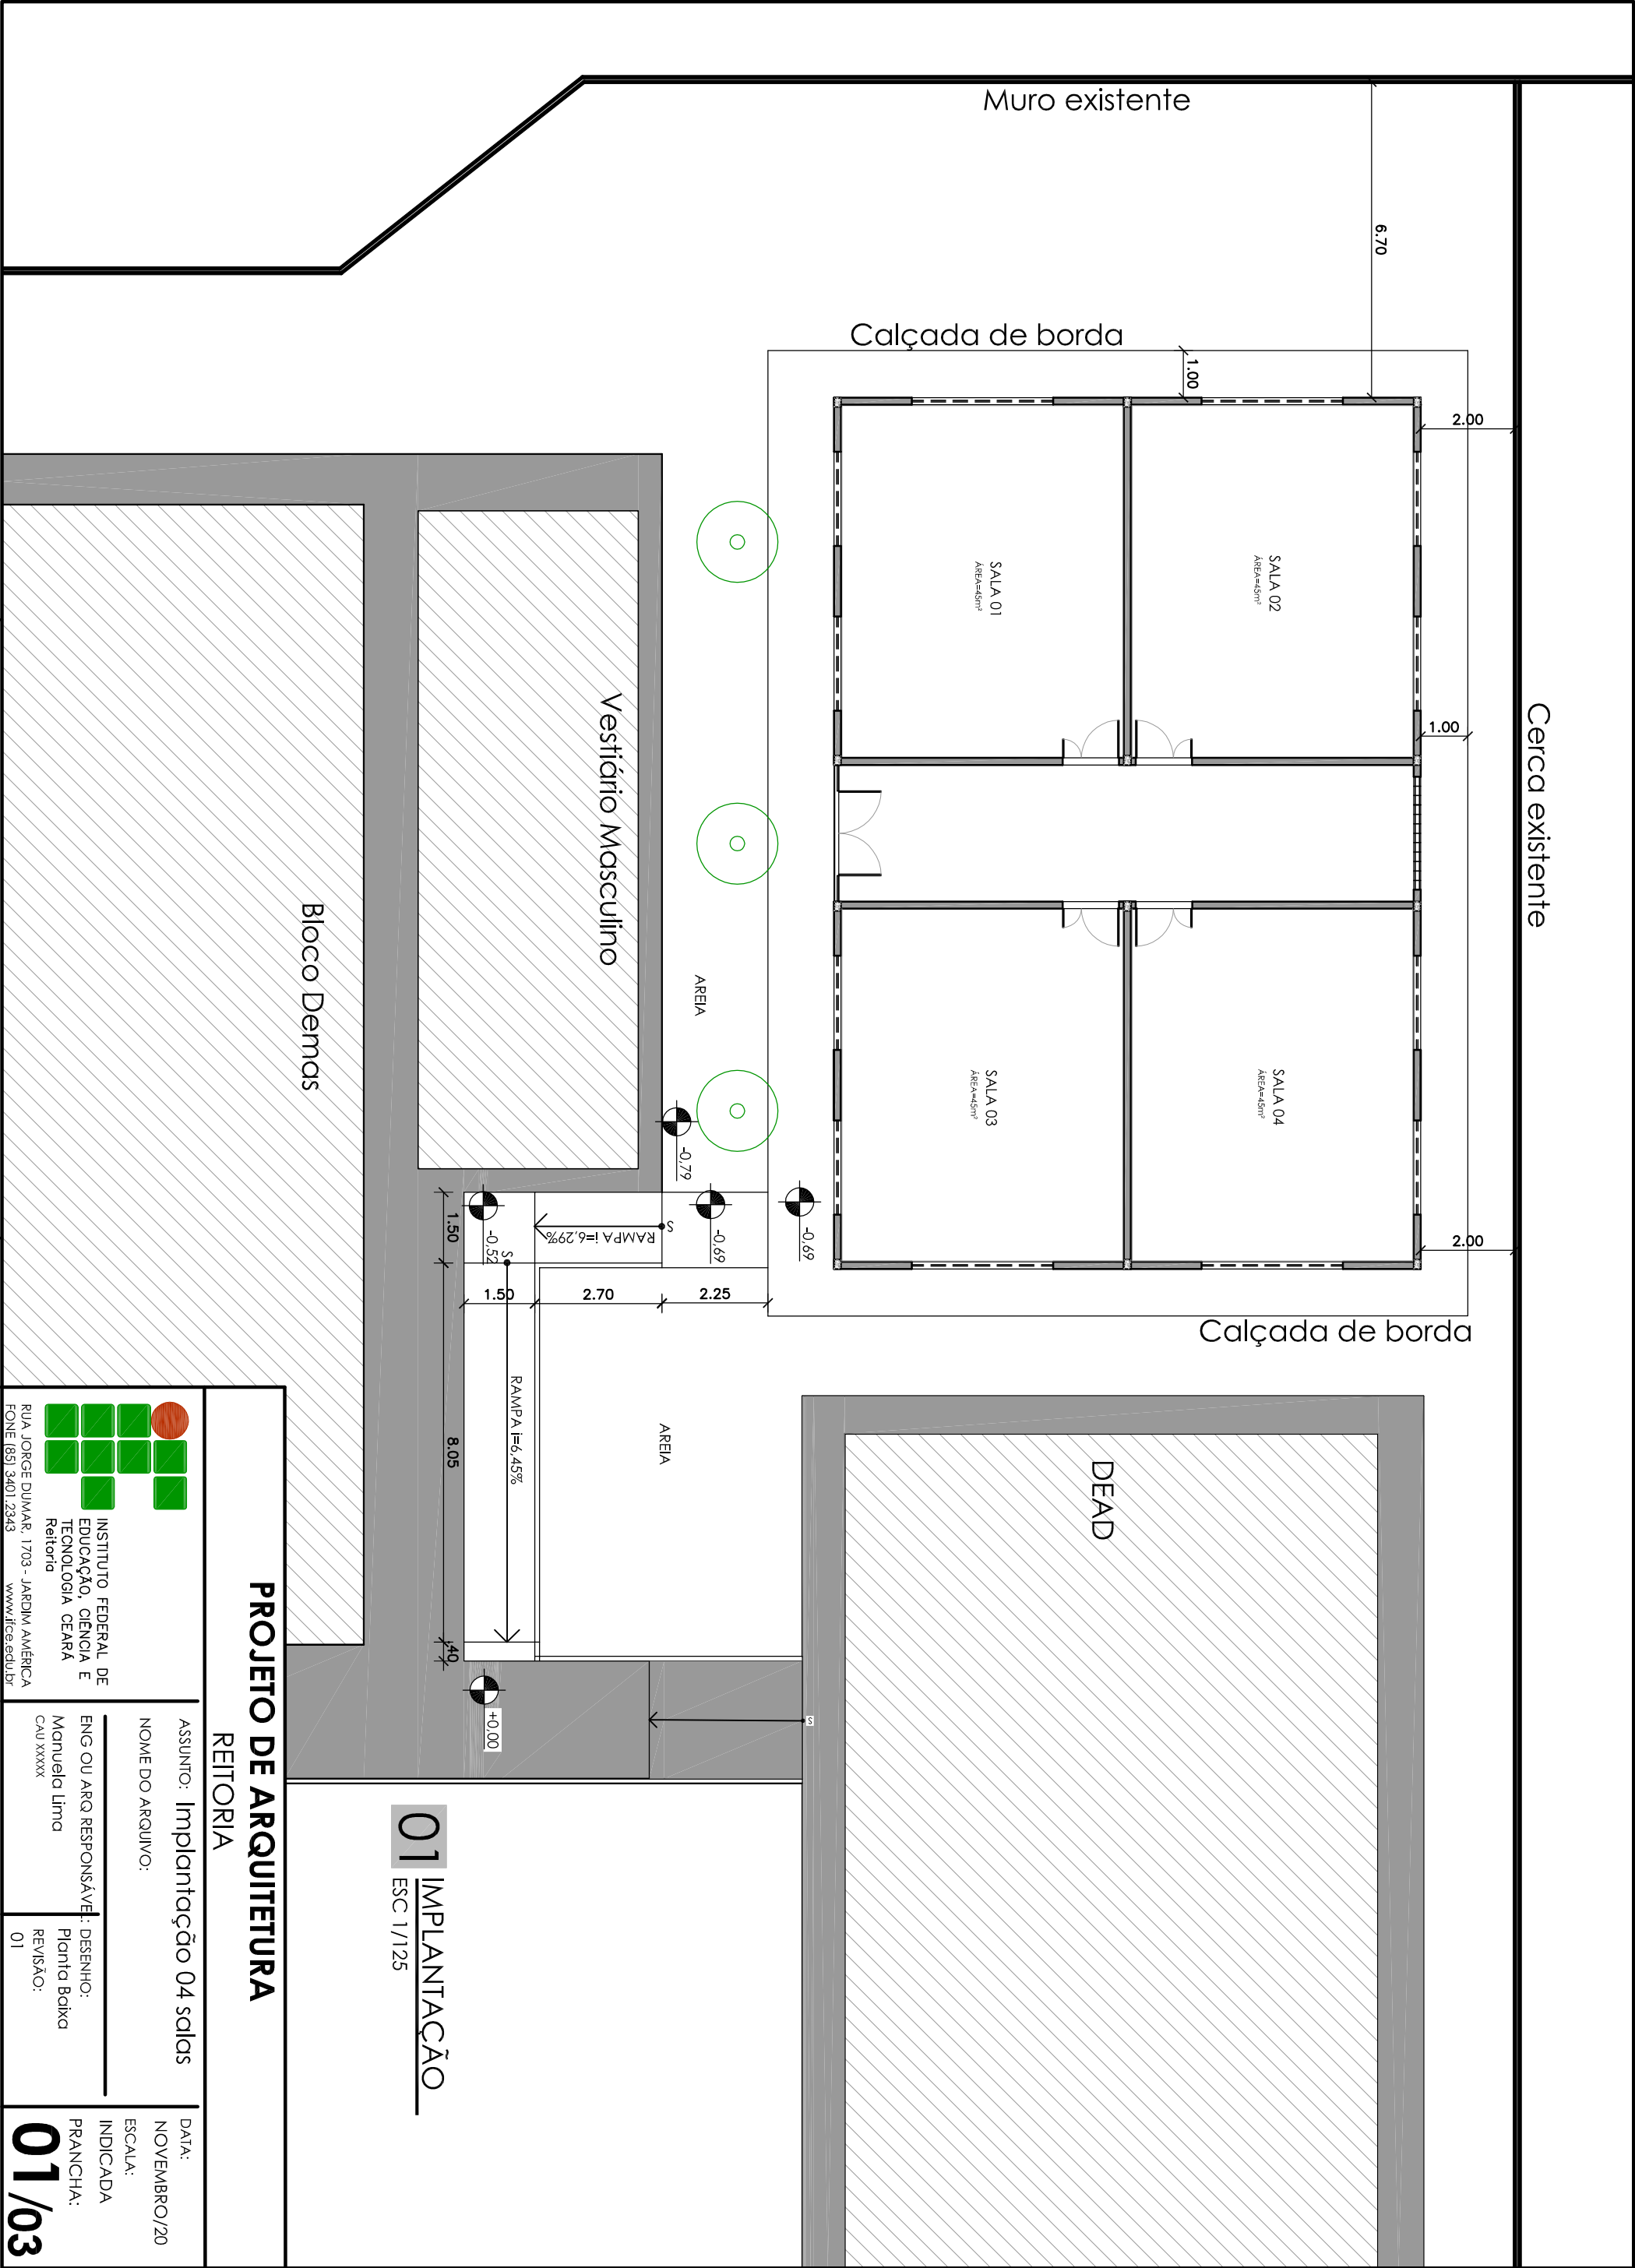 Muro existente
6.70
Calçada de borda
1.00
2.00
Cerca existente
SALA 01
ÁREA=45m²
SALA 02
ÁREA=45m²
1.00
Vestiário Masculino
Bloco Demas
AREIA
SALA 03
ÁREA=45m²
SALA 04
ÁREA=45m²
-0,79
-0,52
-0,69
-0,69
S
RAMPA i=6,29%
1.50
S
2.00
1.50
2.70
2.25
Calçada de borda
RAMPA i=6,45%
8.05
AREIA
DEAD
.40
+0,00
S
01
IMPLANTAÇÃO
ESC 1/125
PROJETO DE ARQUITETURA
REITORIA
INSTITUTO FEDERAL DE
EDUCAÇÃO, CIÊNCIA E
TECNOLOGIA CEARÁ
Reitoria
RUA JORGE DUMAR, 1703 - JARDIM AMÉRICA
FONE (85) 3401.2343 www.ifce.edu.br
ASSUNTO: Implantação 04 salas
NOME DO ARQUIVO:
ENG OU ARQ RESPONSÁVEL:
Manuela Lima
CAU XXXXX
DESENHO:
Planta Baixa
REVISÃO:
01
DATA:
NOVEMBRO/20
ESCALA:
INDICADA
PRANCHA:
01/03